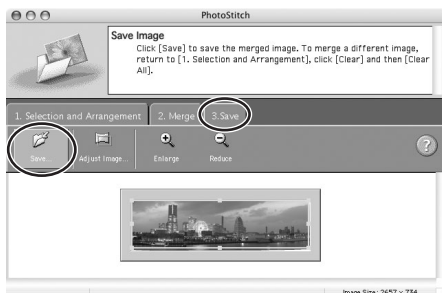 PhotoStitch
Save Image
Click [Save] to save the merged image. To merge a different image,
return to [1. Selection and Arrangement], click [Clear] and then [Clear
All].
1. Selection and Arrangement
2. Merge
3.Save
Save...
Adjust Image...
Enlarge
Reduce
?
Image Size: 2657 x 734